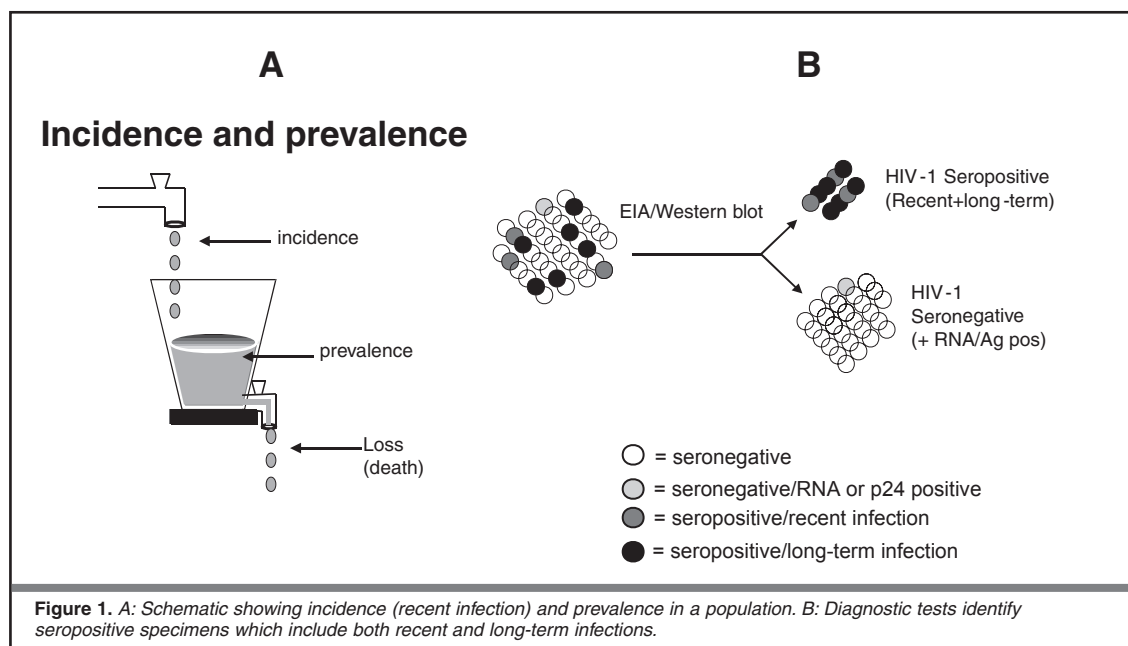 A
B
Incidence and prevalence
incidence
prevalence
Loss
(death)
EIA/Western blot
HIV-1 Seropositive
(Recent+long-term)
HIV-1
Seronegative
(+ RNA/Ag pos)
= seronegative
= seronegative/RNA or p24 positive
= seropositive/recent infection
= seropositive/long-term infection
Figure 1. A: Schematic showing incidence (recent infection) and prevalence in a population. B: Diagnostic tests identify
seropositive specimens which include both recent and long-term infections.